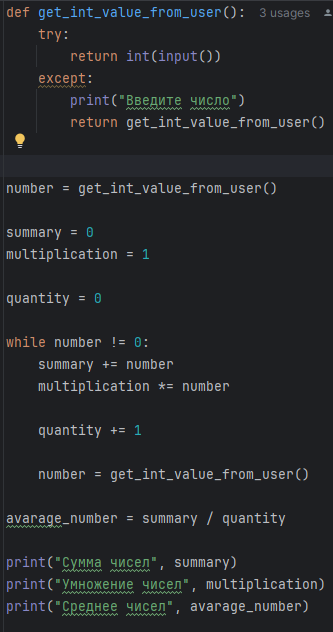 def get_int_value_from_user(): 3 usages
    try:
        return int(input())
    except:
        print("Введите число")
        return get_int_value_from_user()
number = get_int_value_from_user()
summary = 0
multiplication = 1
quantity = 0
while number != 0:
    summary += number
    multiplication *= number
    quantity += 1
    number = get_int_value_from_user()
avarage_number = summary / quantity
print("Сумма чисел", summary)
print("Умножение чисел", multiplication)
print("Среднее чисел", avarage_number)